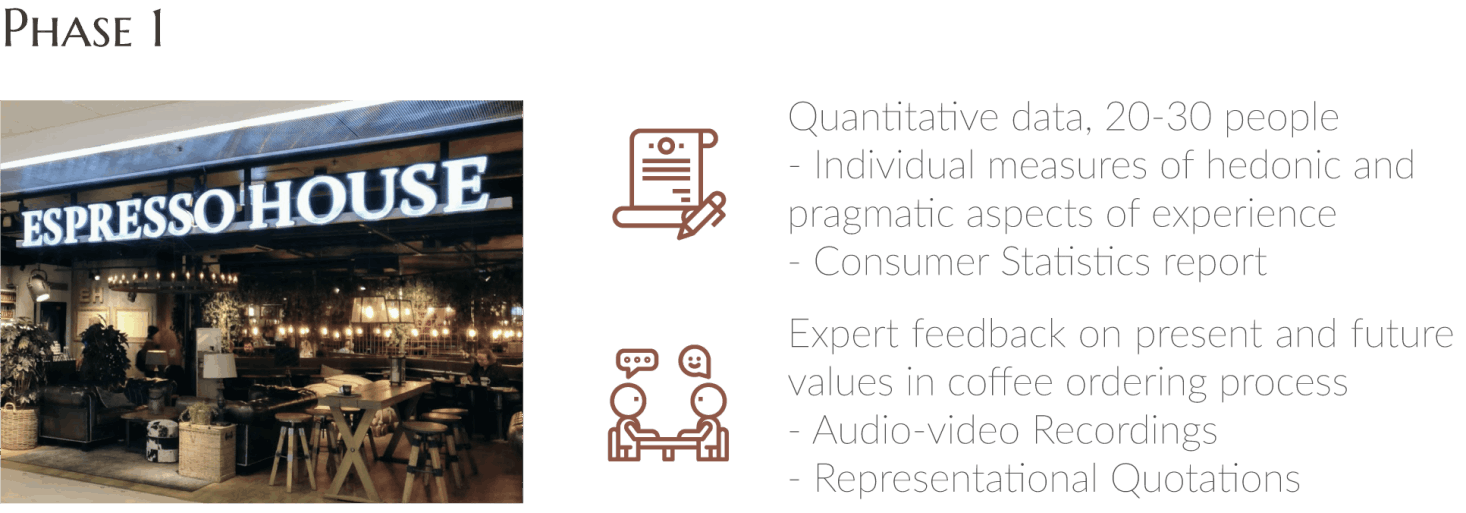 Phase 1
ESPRESSO HOUSE
Quantitative data, 20-30 people
- Individual measures of hedonic and
pragmatic aspects of experience
- Consumer Statistics report
Expert feedback on present and future
values in coffee ordering process
- Audio-video Recordings
- Representational Quotations